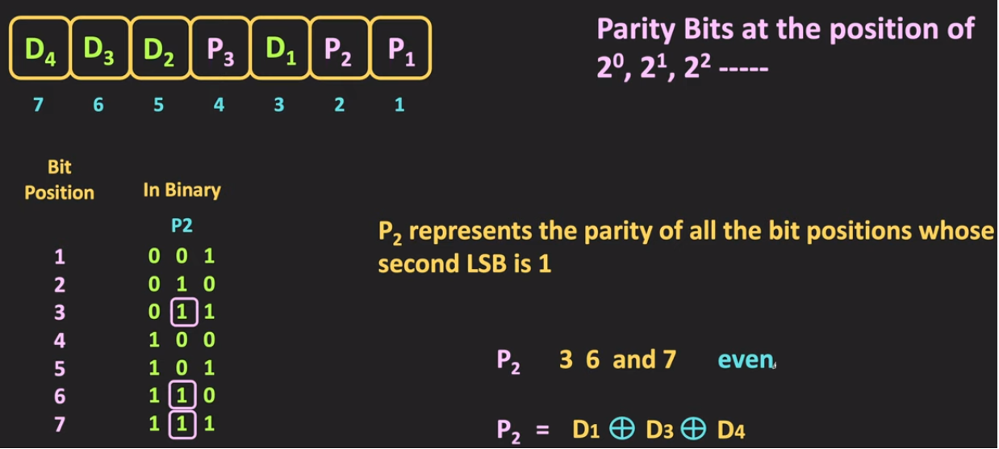 D₄ D₃ D₂ P₃ D₁ P₂ P₁
7 6 5 4 3 2 1
Parity Bits at the position of
2⁰, 2¹, 2² -----
Bit
Position
In Binary
P2
1 0 0 1
2 0 1 0
3 0 1 1
4 1 0 0
5 1 0 1
6 1 1 0
7 1 1 1
P₂ represents the parity of all the bit positions whose
second LSB is 1
P₂ 3 6 and 7 even
P₂ = D1 ⊕ D3 ⊕ D4